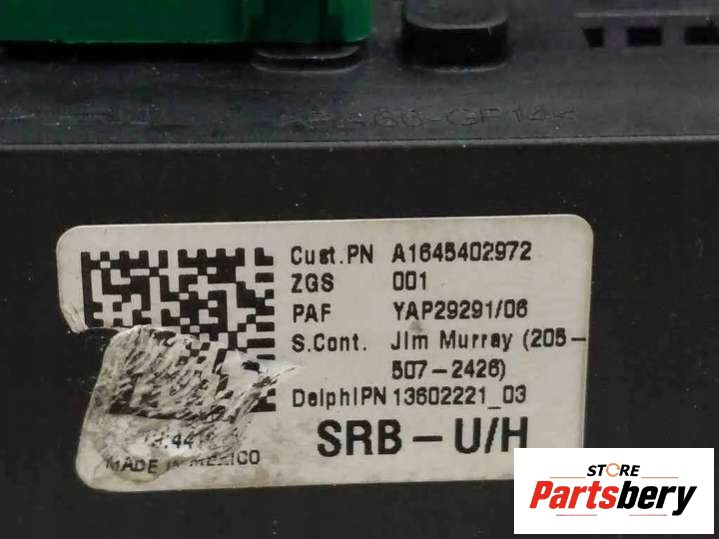 Cust.PN A1645402972
ZGS 001
PAF YAP29291/06
S.Cont. Jim Murray (205-
507-2426)
DelphiPN 13602221_03
SRB-U/H
MADE IN MEXICO
STORE
Partsbery